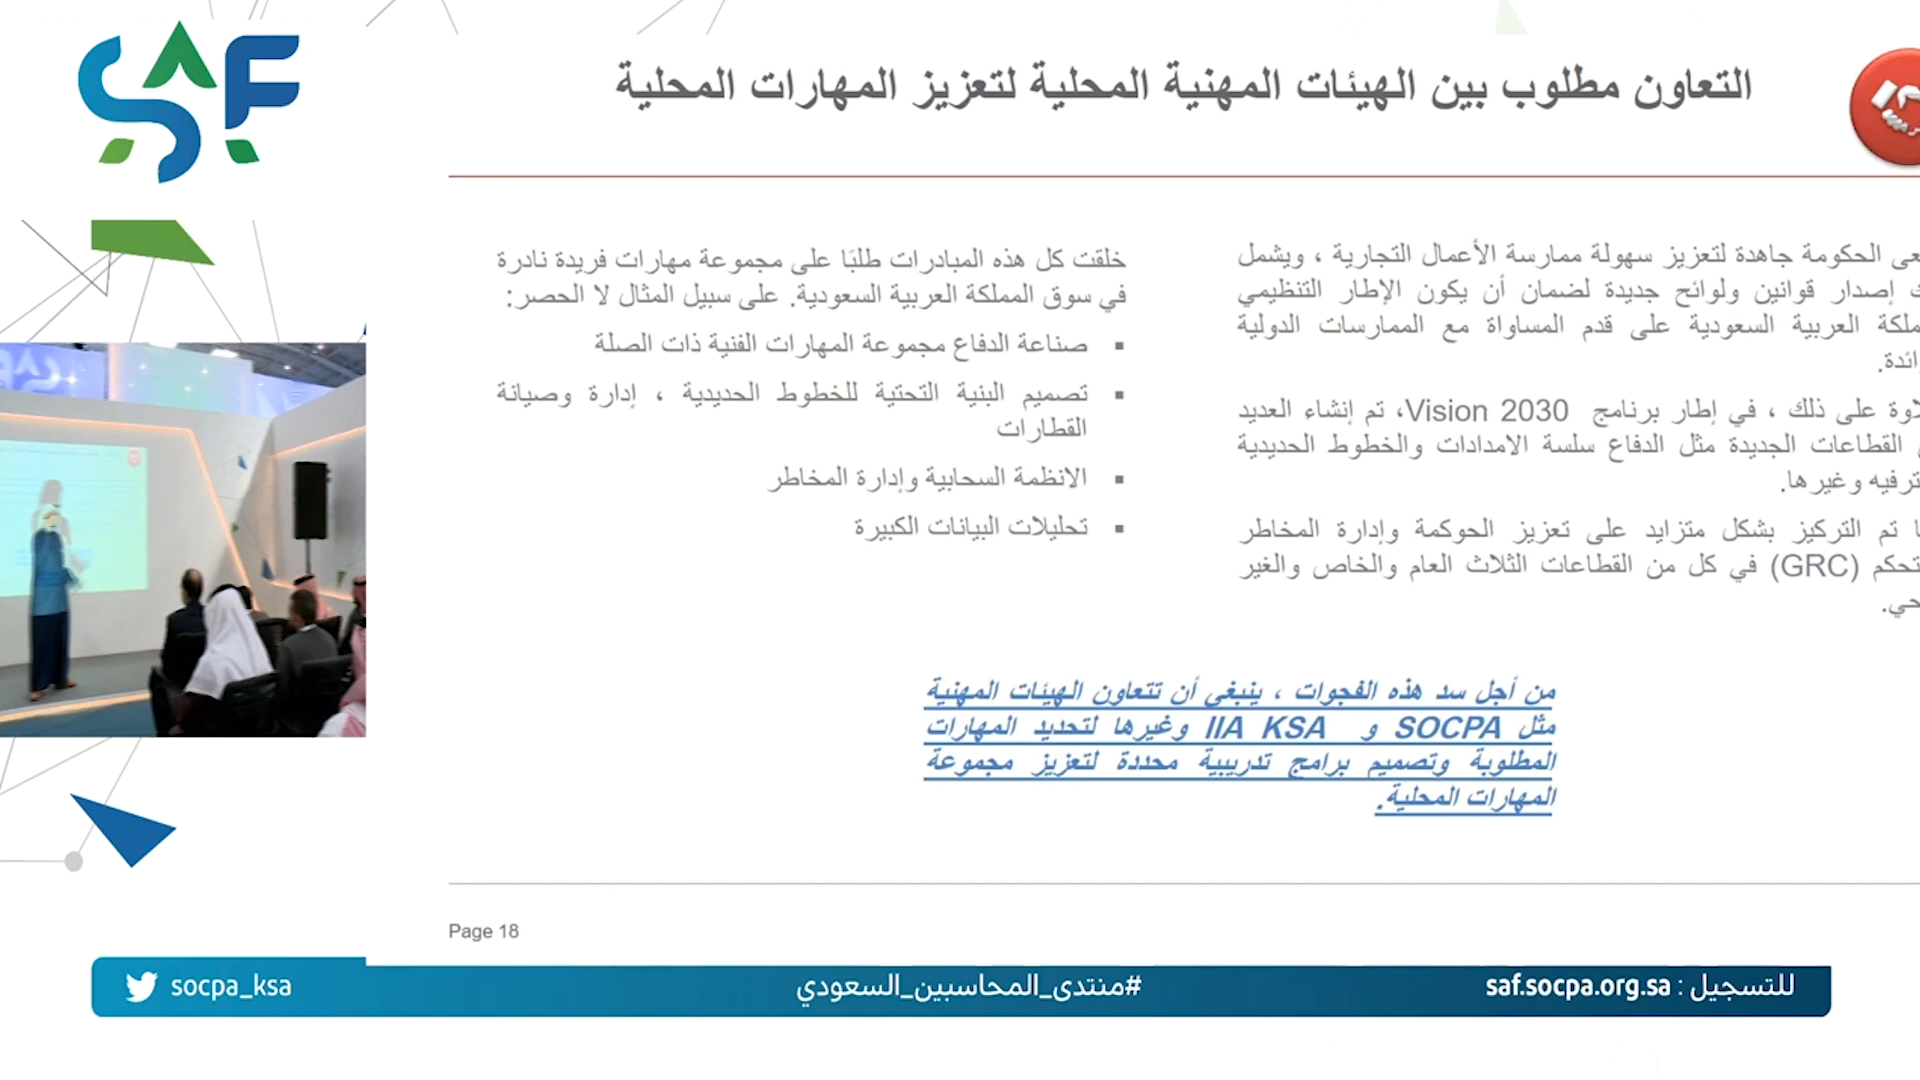 SAF
التعاون مطلوب بين الهيئات المهنية المحلية لتعزيز المهارات المحلية
الحكومة جاهدة لتعزيز سهولة ممارسة الأعمال التجارية ، ويشمل
إصدار قوانين ولوائح جديدة لضمان أن يكون الإطار التنظيمي
العربية السعودية على قدم المساواة مع الممارسات الدولية
على ذلك ، في إطار برنامج Vision 2030، تم إنشاء العديد
القطاعات الجديدة مثل الدفاع سلسة الامدادات والخطوط الحديدية
وغيرها.
تم التركيز بشكل متزايد على تعزيز الحوكمة وإدارة المخاطر
(GRC) في كل من القطاعات الثلاث العام والخاص والغير
خلقت كل هذه المبادرات طلبًا على مجموعة مهارات فريدة نادرة
في سوق المملكة العربية السعودية. على سبيل المثال لا الحصر:
▪ صناعة الدفاع مجموعة المهارات الفنية ذات الصلة
▪ تصميم البنية التحتية للخطوط الحديدية ، إدارة وصيانة
القطارات
▪ الانظمة السحابية وإدارة المخاطر
▪ تحليلات البيانات الكبيرة
من أجل سد هذه الفجوات ، ينبغي أن تتعاون الهيئات المهنية
مثل SOCPA و IIA KSA وغيرها لتحديد المهارات
المطلوبة وتصميم برامج تدريبية محددة لتعزيز مجموعة
المهارات المحلية.
Page 18
للتسجيل : saf.socpa.org.sa
#منتدى_المحاسبين_السعودي
socpa_ksa